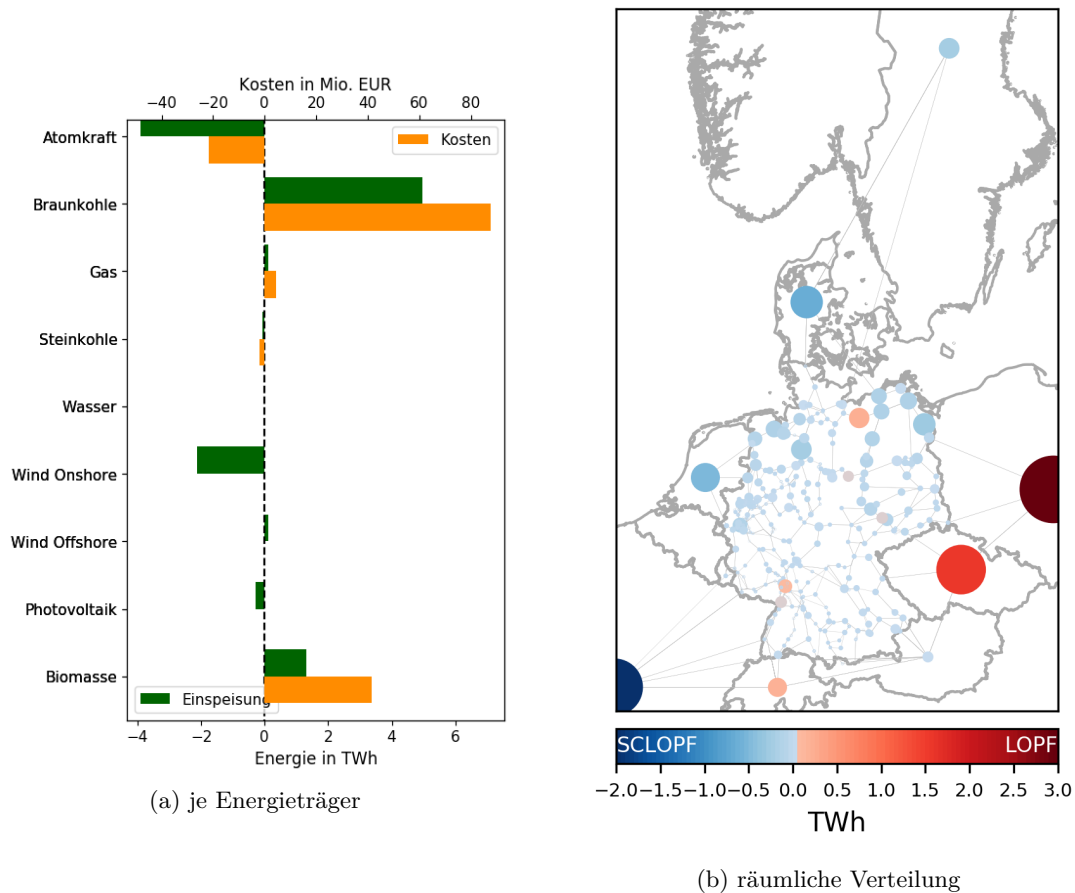 Kosten in Mio. EUR
−40 −20 0 20 40 60 80
Atomkraft
Braunkohle
Gas
Steinkohle
Wasser
Wind Onshore
Wind Offshore
Photovoltaik
Biomasse
Kosten
Einspeisung
−4 −2 0 2 4 6
Energie in TWh
(a) je Energieträger
SCLOPF LOPF
−2.0 −1.5 −1.0 −0.5 0.0 0.5 1.0 1.5 2.0 2.5 3.0
TWh
(b) räumliche Verteilung